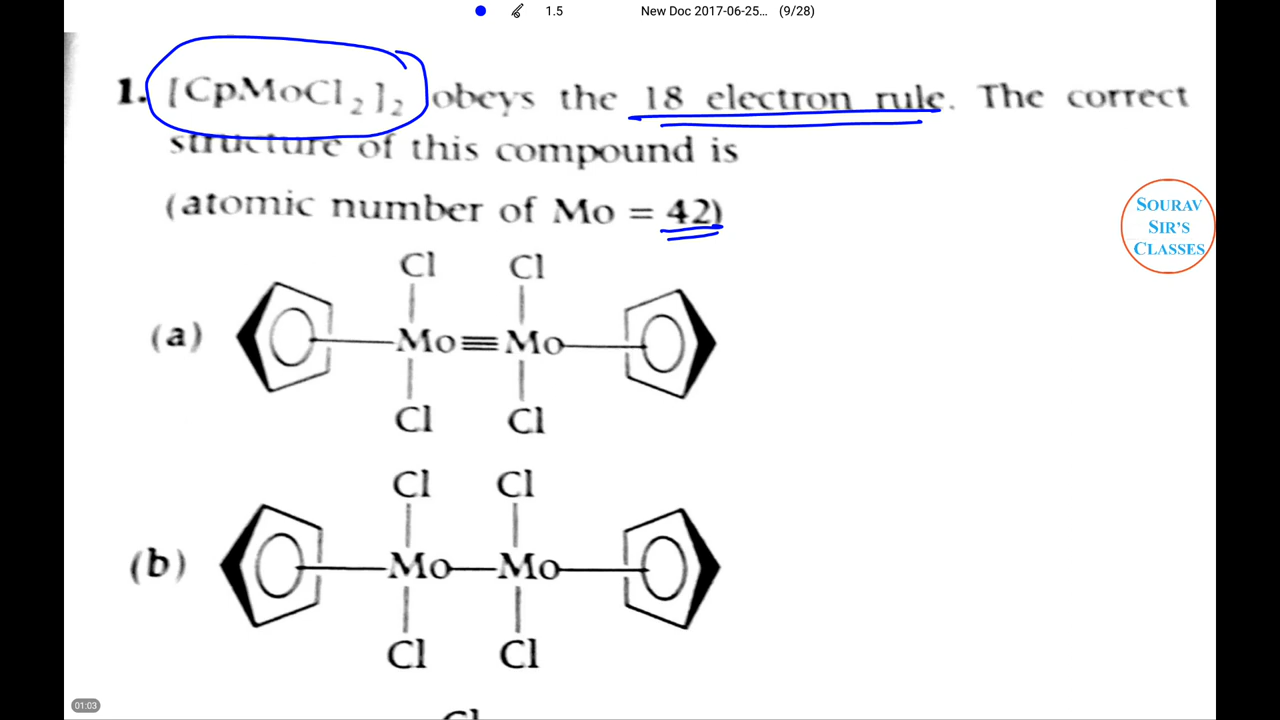 1.5 New Doc 2017-06-25... (9/28)
1. [CpMoCl₂]₂ obeys the 18 electron rule. The correct
structure of this compound is
(atomic number of Mo = 42)
SOURAV
SIR'S
CLASSES
Cl Cl
(a) Mo≡Mo
Cl Cl
Cl Cl
(b) Mo—Mo
Cl Cl
Cl
01:03